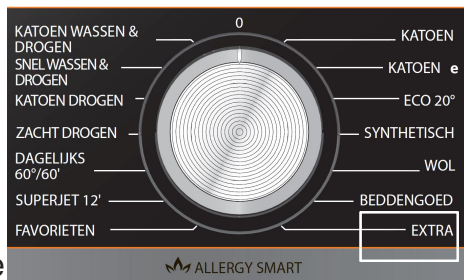 0
KATOEN WASSEN &
DROGEN
SNEL WASSEN &
DROGEN
KATOEN DROGEN
ZACHT DROGEN
DAGELIJKS
60°/60'
SUPERJET 12'
FAVORIETEN
KATOEN
KATOEN e
ECO 20°
SYNTHETISCH
WOL
BEDDENGOED
EXTRA
e
ALLERGY SMART